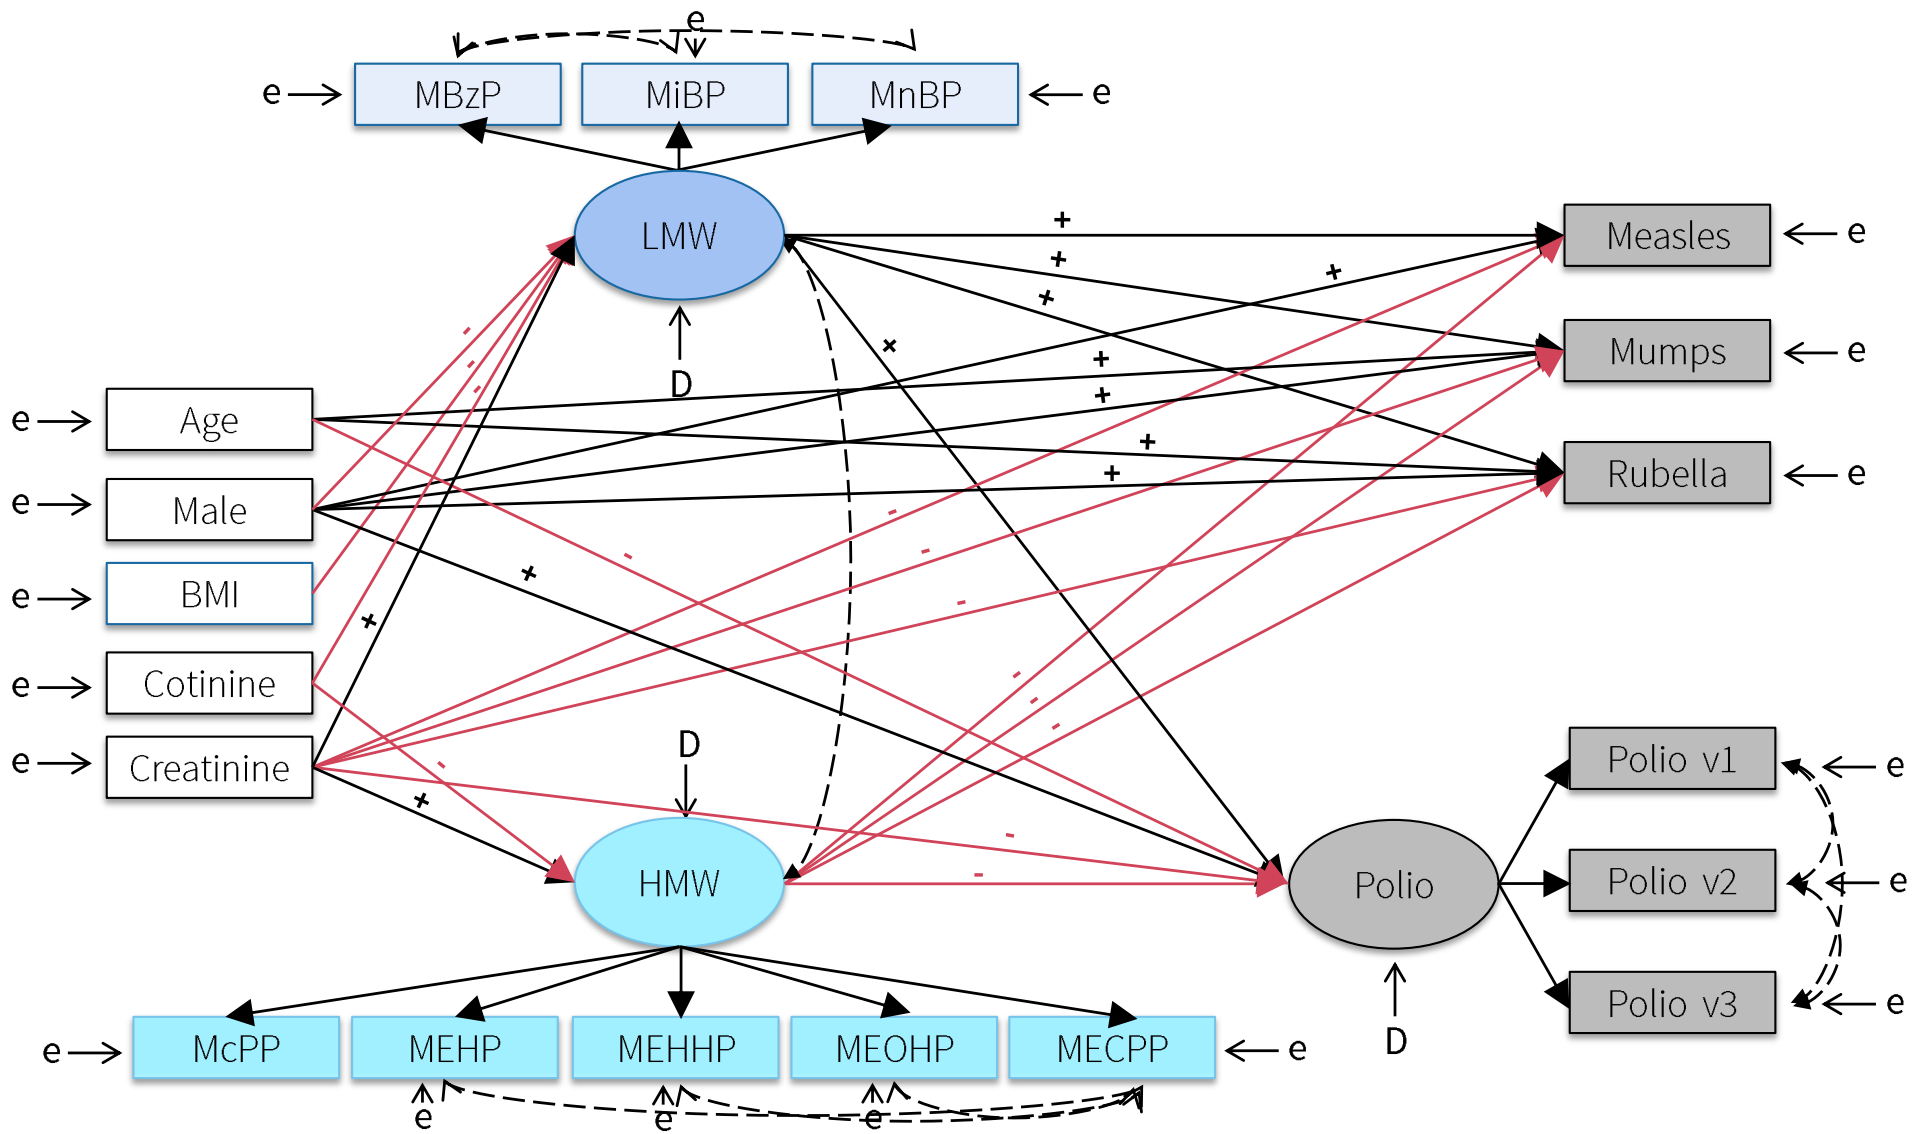 e
e MBzP MiBP MnBP e
LMW + Measles e
+ + +
- + + Mumps e
- + D
e Age - +
+ Rubella e
e Male + -
- + -
e BMI + -
e Cotinine - -
D - Polio v1 e
e Creatinine - +
- HMW - Polio Polio v2 e
Polio v3 e
e McPP MEHP MEHHP MEOHP MECPP e D
e e e